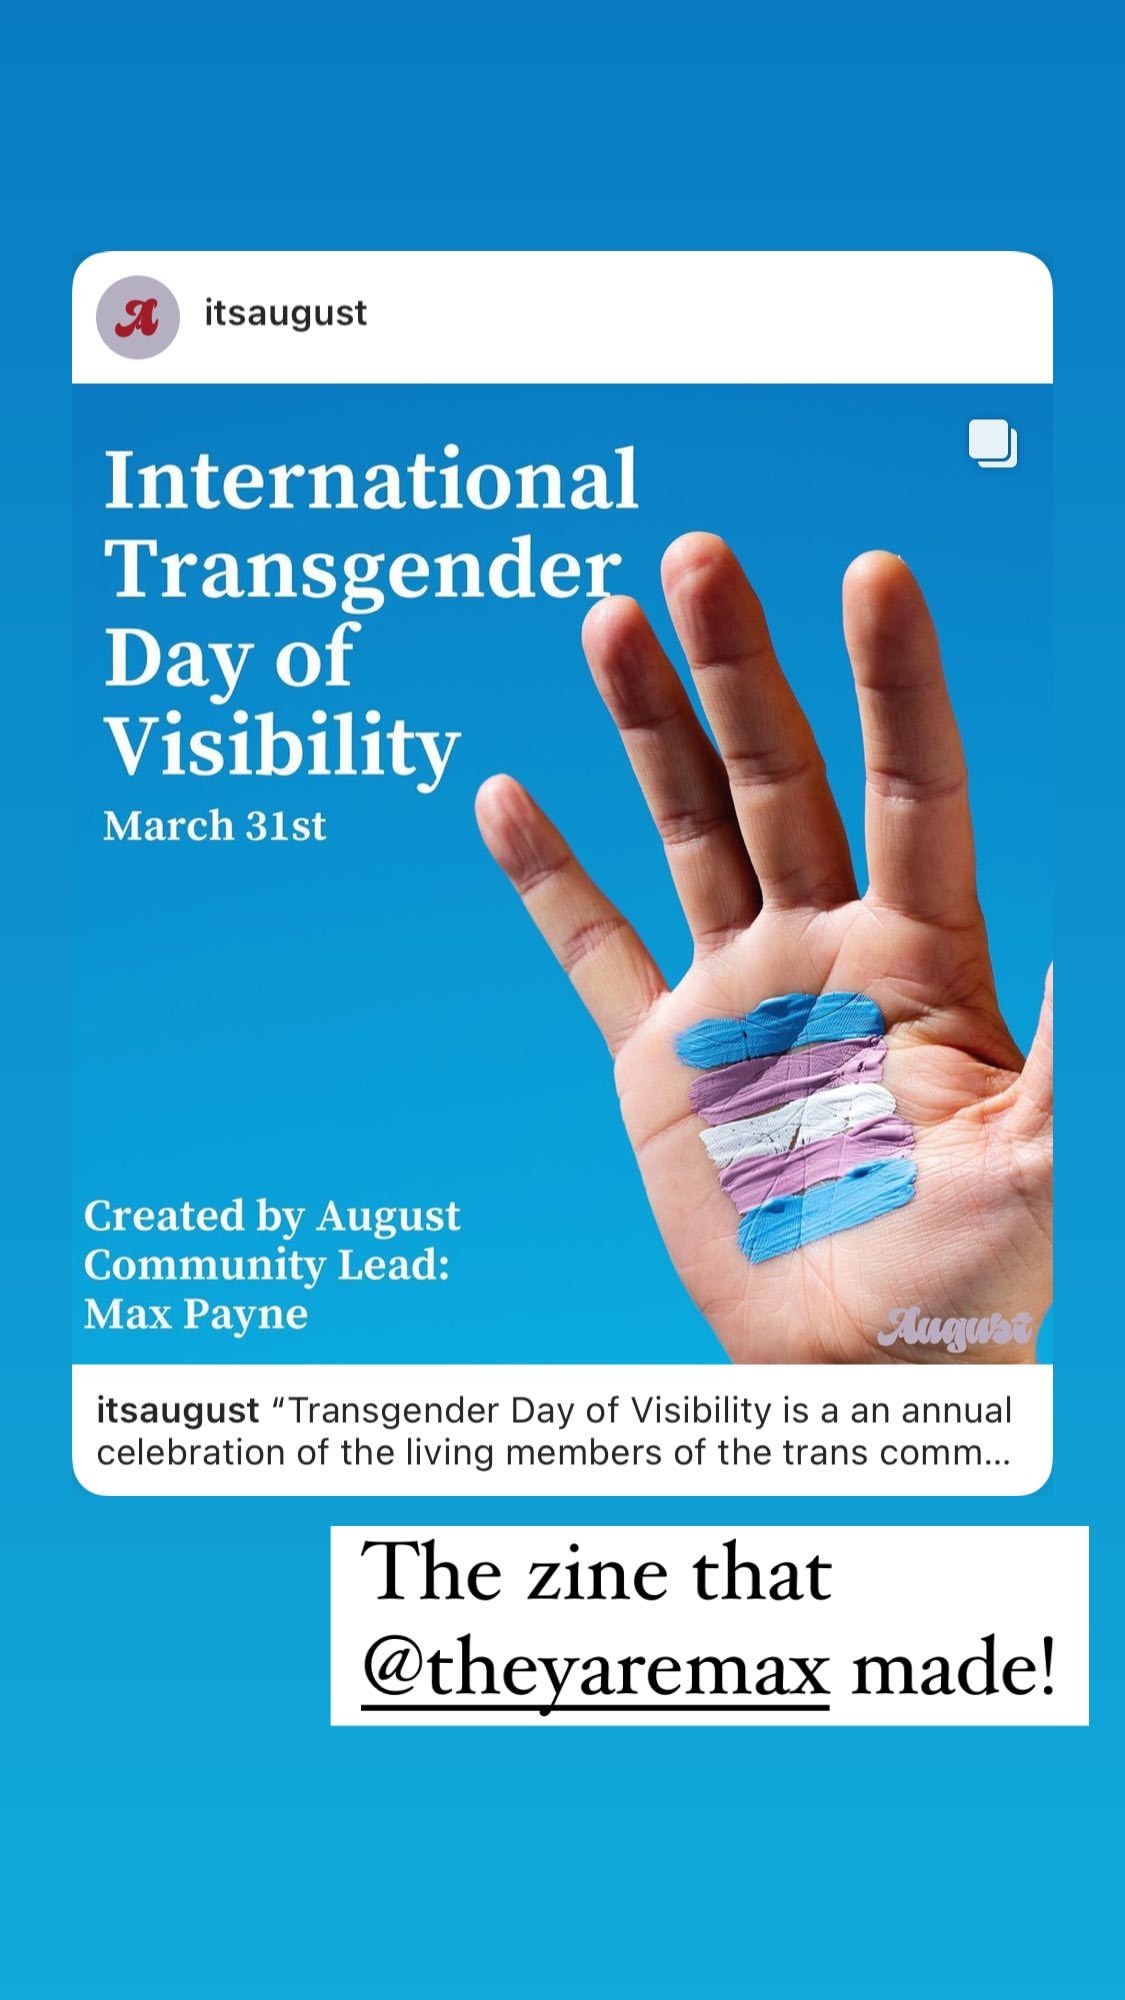 A
itsaugust
International
Transgender
Day of
Visibility
March 31st
Created by August
Community Lead:
Max Payne
August
itsaugust “Transgender Day of Visibility is a an annual
celebration of the living members of the trans comm...
The zine that
@theyaremax made!